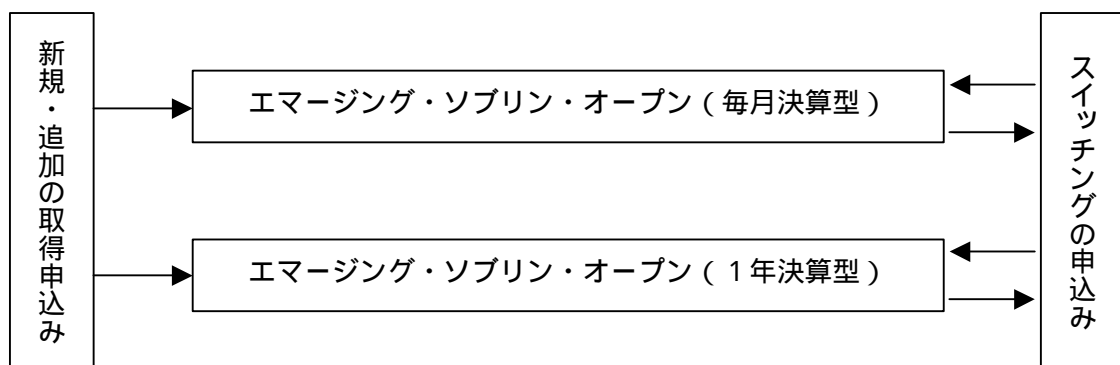 新規・追加の取得申込み
エマージング・ソブリン・オープン（毎月決算型）
エマージング・ソブリン・オープン（１年決算型）
スイッチングの申込み